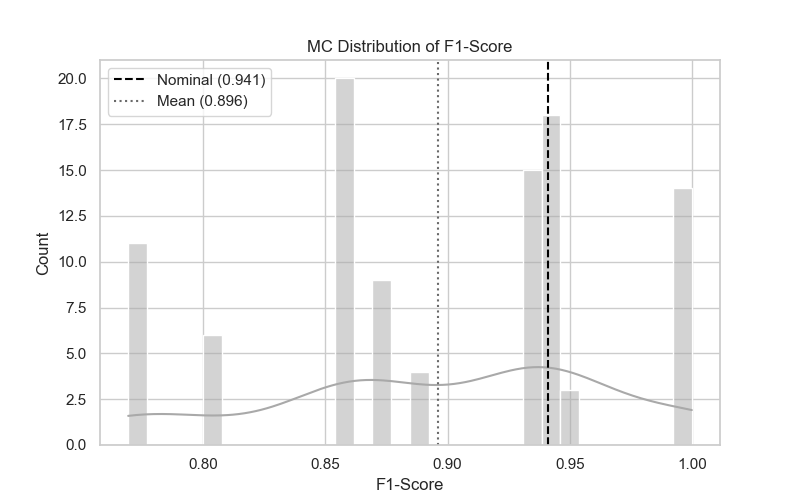 MC Distribution of F1-Score
Nominal (0.941)
Mean (0.896)
20.0
17.5
15.0
12.5
10.0
7.5
5.0
2.5
0.0
Count
0.80 0.85 0.90 0.95 1.00
F1-Score